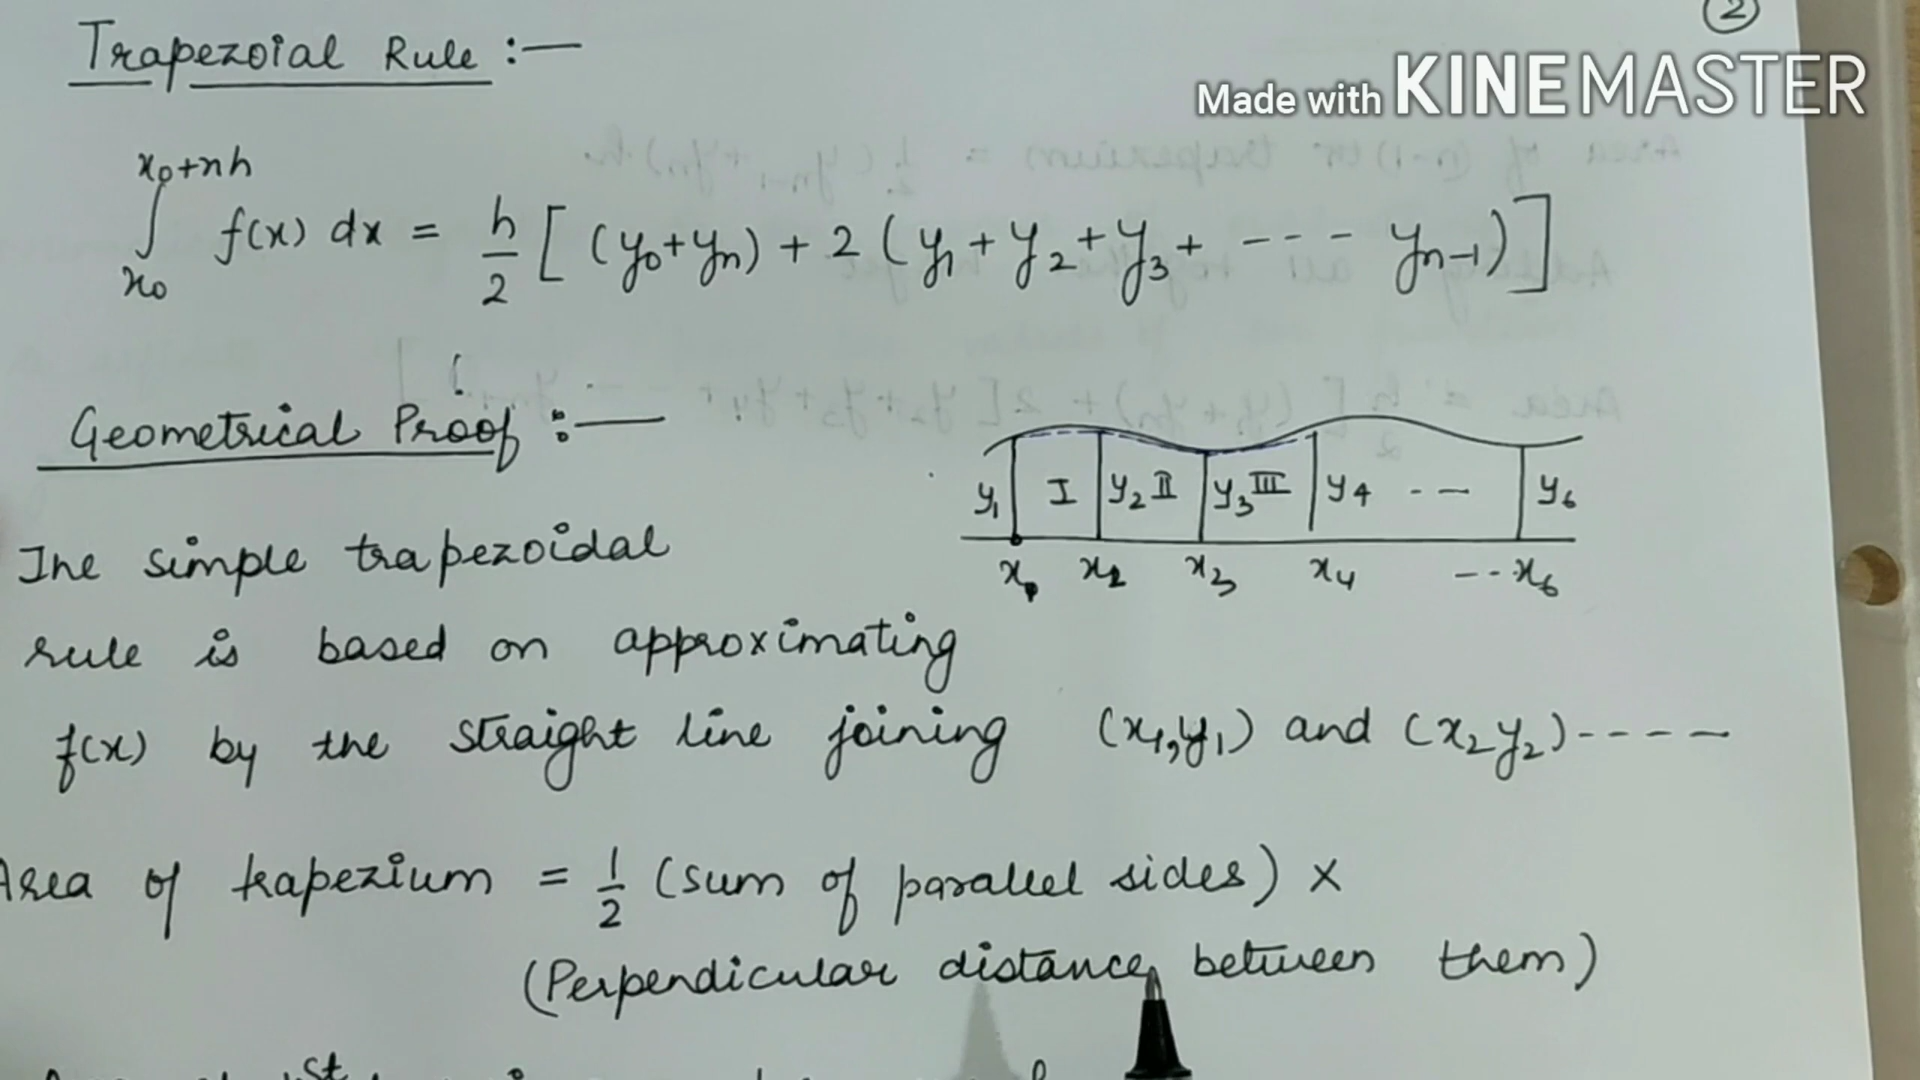 2
Made with KINEMASTER
Trapezoial Rule :—
∫ₓ₀^(x₀+nh) f(x) dx = h/2 [ (y₀+yₙ) + 2 (y₁+y₂+y₃+ ---- yₙ₋₁)]
Geometrical Proof :—
y₁ I y₂ II y₃ III y₄ -- y₆
x₁ x₂ x₃ x₄ --- x₆
The simple trapezoidal
rule is based on approximating
f(x) by the straight line joining (x₁,y₁) and (x₂y₂)-----
Area of trapezium = 1/2 (sum of parallel sides) ×
(Perpendicular distance between them)